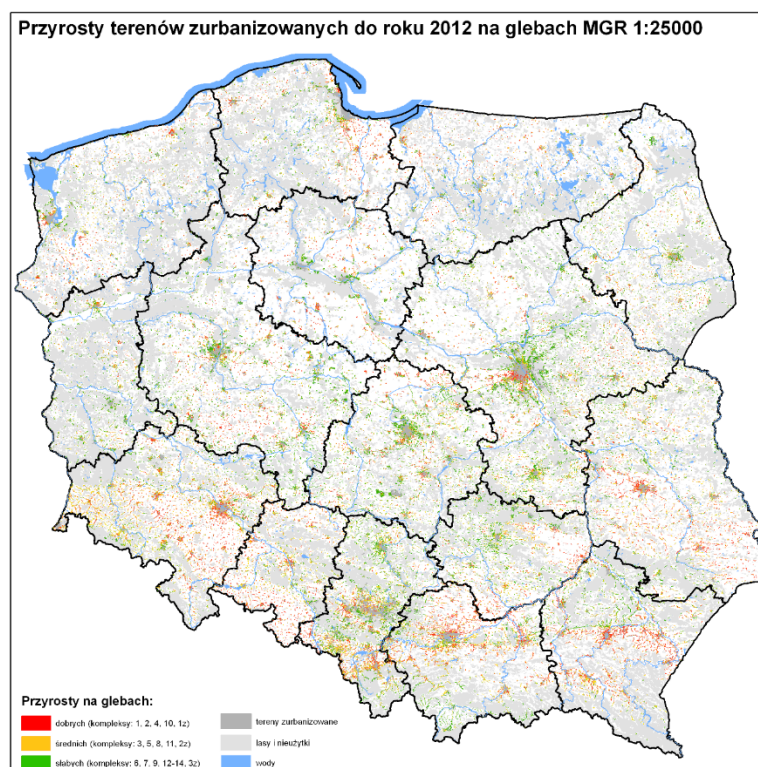 Przyrosty terenów zurbanizowanych do roku 2012 na glebach MGR 1:25000
Przyrosty na glebach:
dobrych (kompleksy: 1, 2, 4, 10, 1z)
średnich (kompleksy: 3, 5, 8, 11, 2z)
słabych (kompleksy: 6, 7, 9, 12-14, 3z)
tereny zurbanizowane
lasy i nieużytki
wody